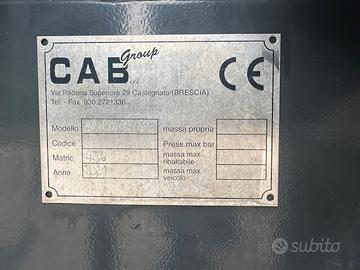 CAB Group s.r.l. CE
Via Padana Superiore 29 Castegnato (BRESCIA)
Tel. - Fax 030 2721336
Modello massa propria
Codice Press.max bar
Matric. massa max ribaltabile
Anno massa max veicolo
subito